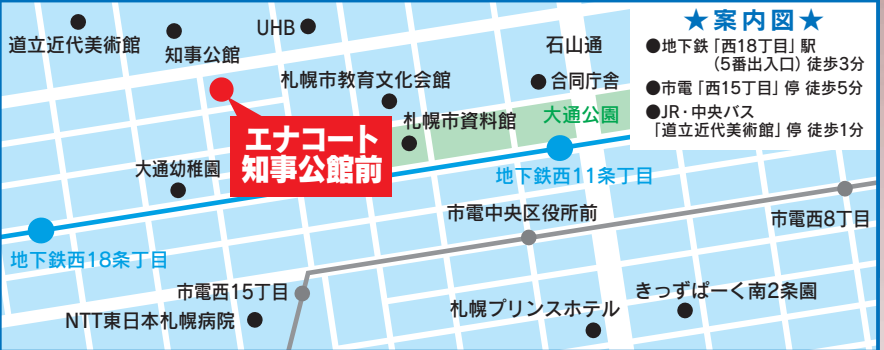 ★案内図★
●地下鉄「西18丁目」駅
(5番出入口) 徒歩3分
●市電「西15丁目」停 徒歩5分
●JR・中央バス
「道立近代美術館」停 徒歩1分
道立近代美術館
知事公館
UHB
石山通
札幌市教育文化会館
合同庁舎
大通公園
札幌市資料館
エナコート
知事公館前
大通幼稚園
地下鉄西11条丁目
地下鉄西18条丁目
市電中央区役所前
市電西8丁目
市電西15丁目
NTT東日本札幌病院
札幌プリンスホテル
きっずぱーく南2条園